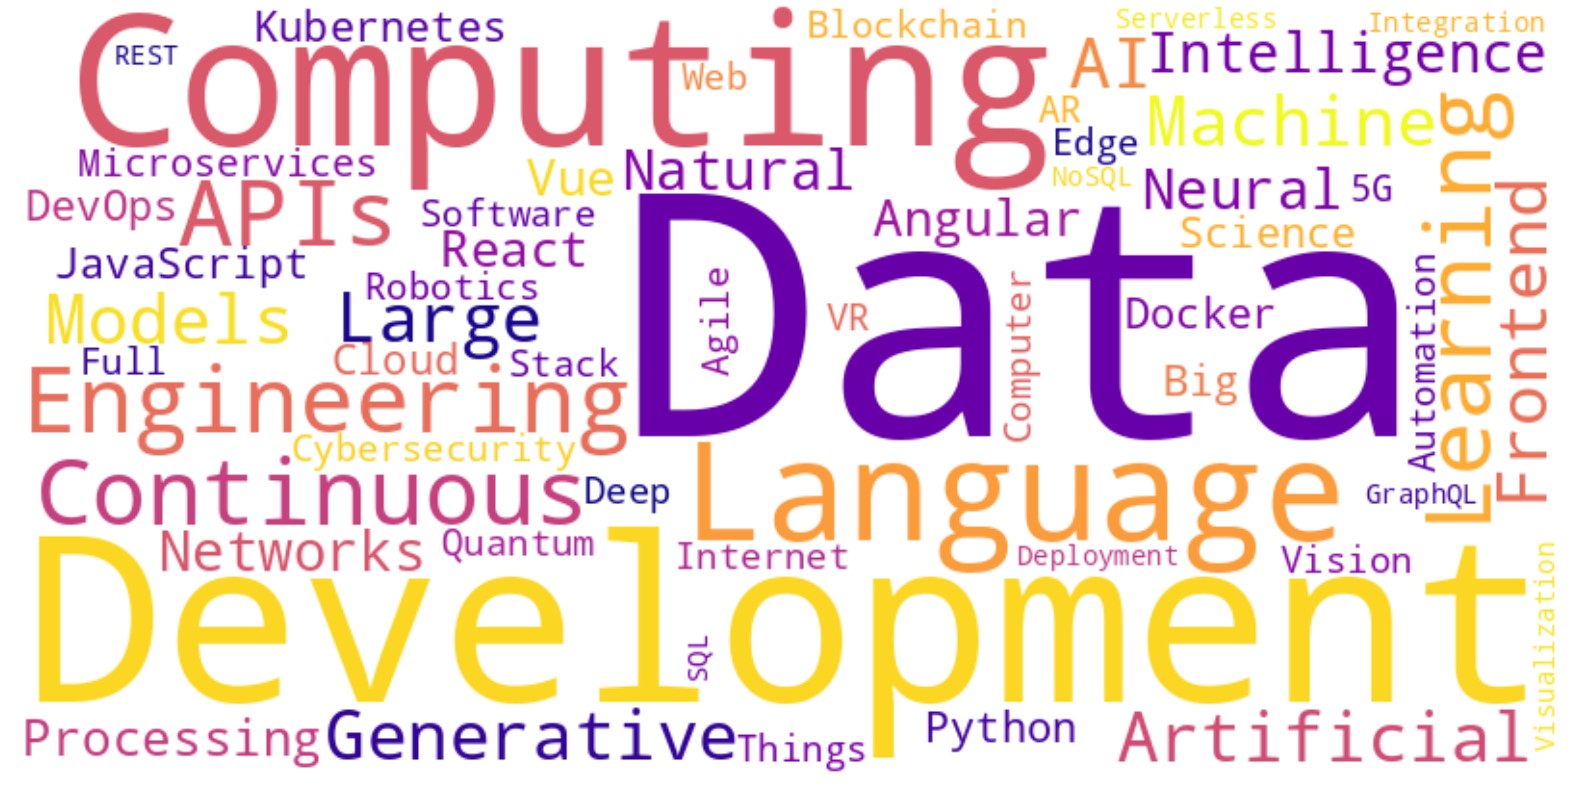 Computing
Kubernetes
REST
Web
Blockchain
Serverless
Integration
AI
Intelligence
AR
Edge
Machine
Microservices
Vue
Natural
NoSQL
Neural
5G
DevOps
APIs
Software
React
Angular
Science
Learning
Frontend
JavaScript
Robotics
Models
Large
Data
Agile
VR
Computer
Docker
Automation
Full
Cloud
Stack
Big
Engineering
Cybersecurity
Continuous
Deep
Language
GraphQL
Networks
Quantum
Internet
Deployment
Vision
Development
SQL
Visualization
Processing
Generative
Things
Python
Artificial